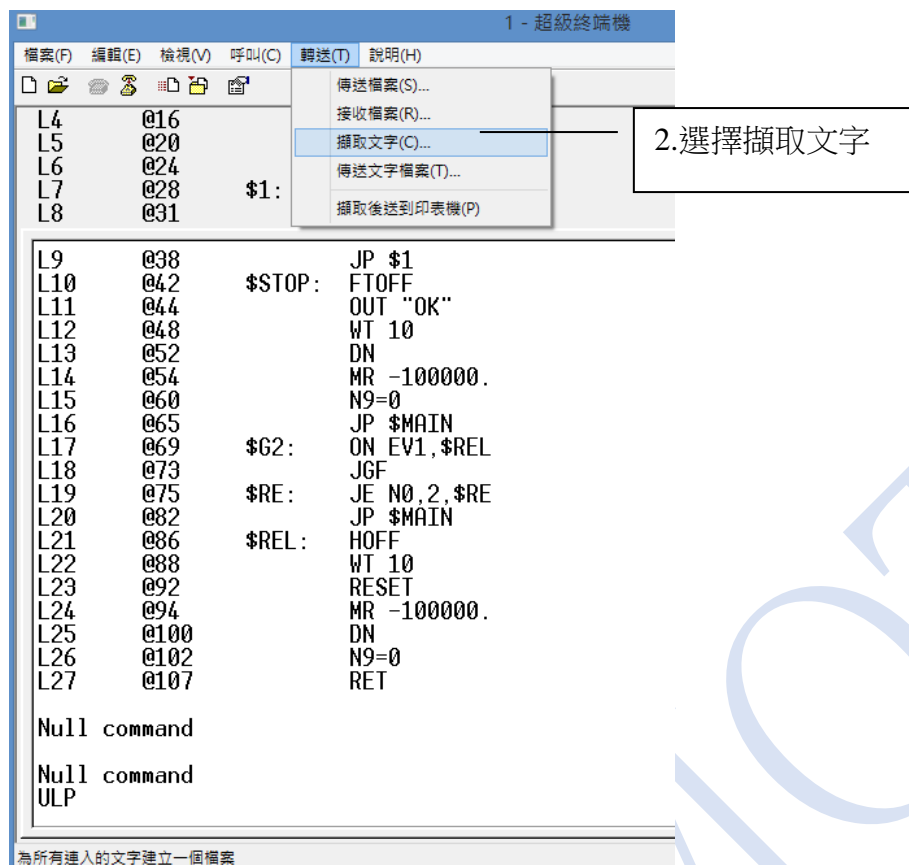 1 - 超級終端機
檔案(F) 編輯(E) 檢視(V) 呼叫(C) 轉送(T) 說明(H)
傳送檔案(S)...
接收檔案(R)...
擷取文字(C)...
傳送文字檔案(T)...
擷取後送到印表機(P)
2.選擇擷取文字
L4 @16
L5 @20
L6 @24
L7 @28 $1:
L8 @31
L9 @38 JP $1
L10 @42 $STOP: FTOFF
L11 @44 OUT "OK"
L12 @48 WT 10
L13 @52 DN
L14 @54 MR -100000.
L15 @60 N9=0
L16 @65 JP $MAIN
L17 @69 $G2: ON EV1,$REL
L18 @73 JGF
L19 @75 $RE: JE N0,2,$RE
L20 @82 JP $MAIN
L21 @86 $REL: HOFF
L22 @88 WT 10
L23 @92 RESET
L24 @94 MR -100000.
L25 @100 DN
L26 @102 N9=0
L27 @107 RET
Null command
Null command
ULP
為所有連入的文字建立一個檔案